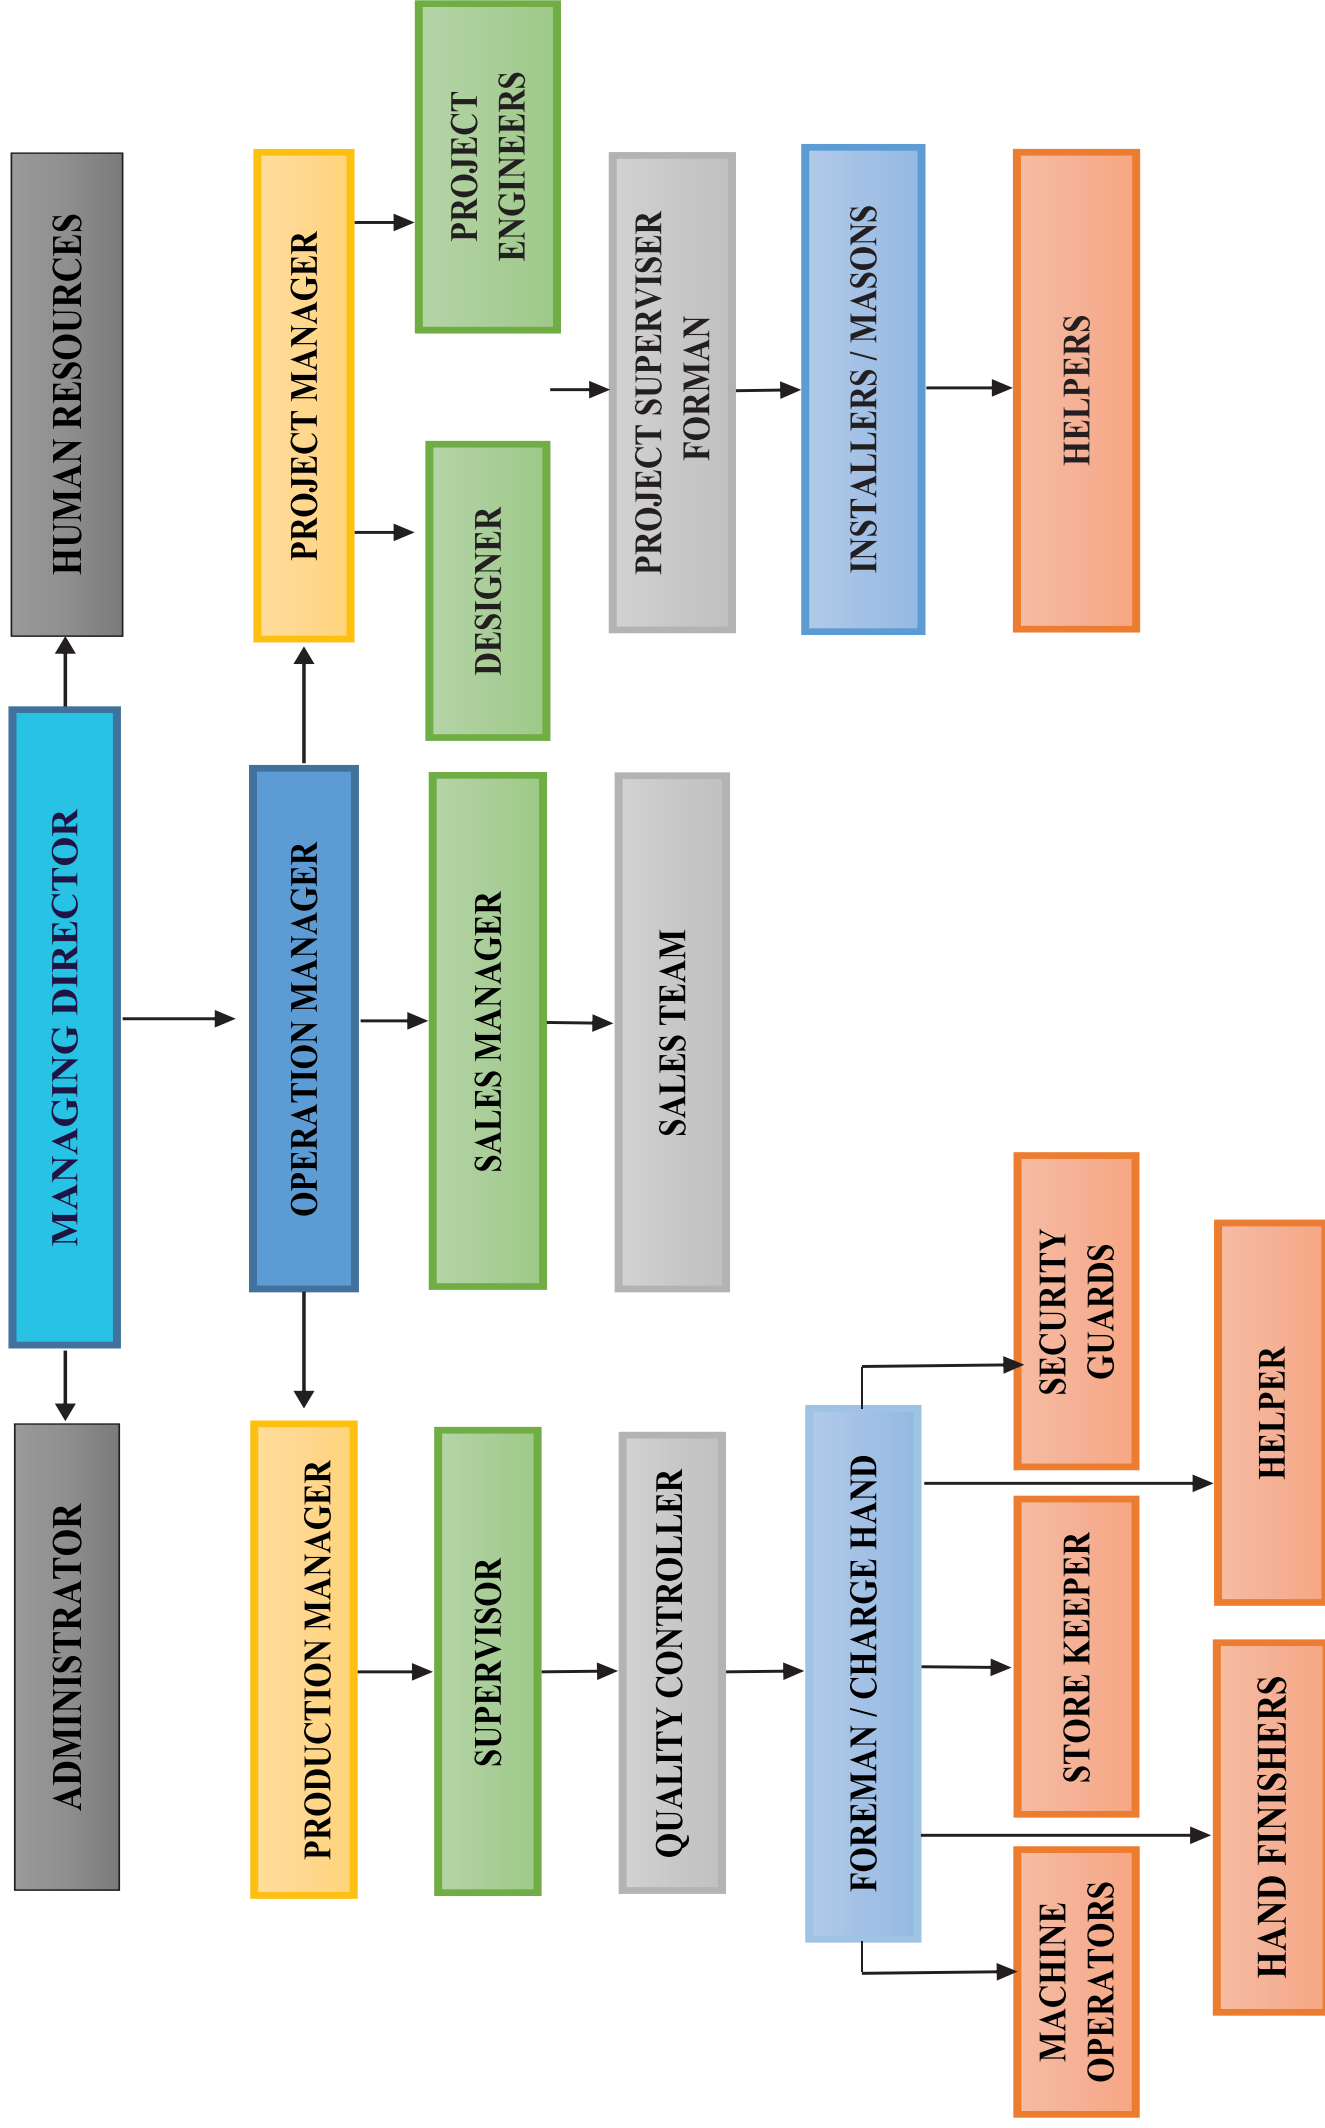 ADMINISTRATOR
MANAGING DIRECTOR
HUMAN RESOURCES
PRODUCTION MANAGER
OPERATION MANAGER
PROJECT MANAGER
SUPERVISOR
SALES MANAGER
DESIGNER
PROJECT
ENGINEERS
QUALITY CONTROLLER
SALES TEAM
PROJECT SUPERVISER
FORMAN
FOREMAN / CHARGE HAND
INSTALLERS / MASONS
MACHINE
OPERATORS
STORE KEEPER
SECURITY
GUARDS
HELPERS
HAND FINISHERS
HELPER